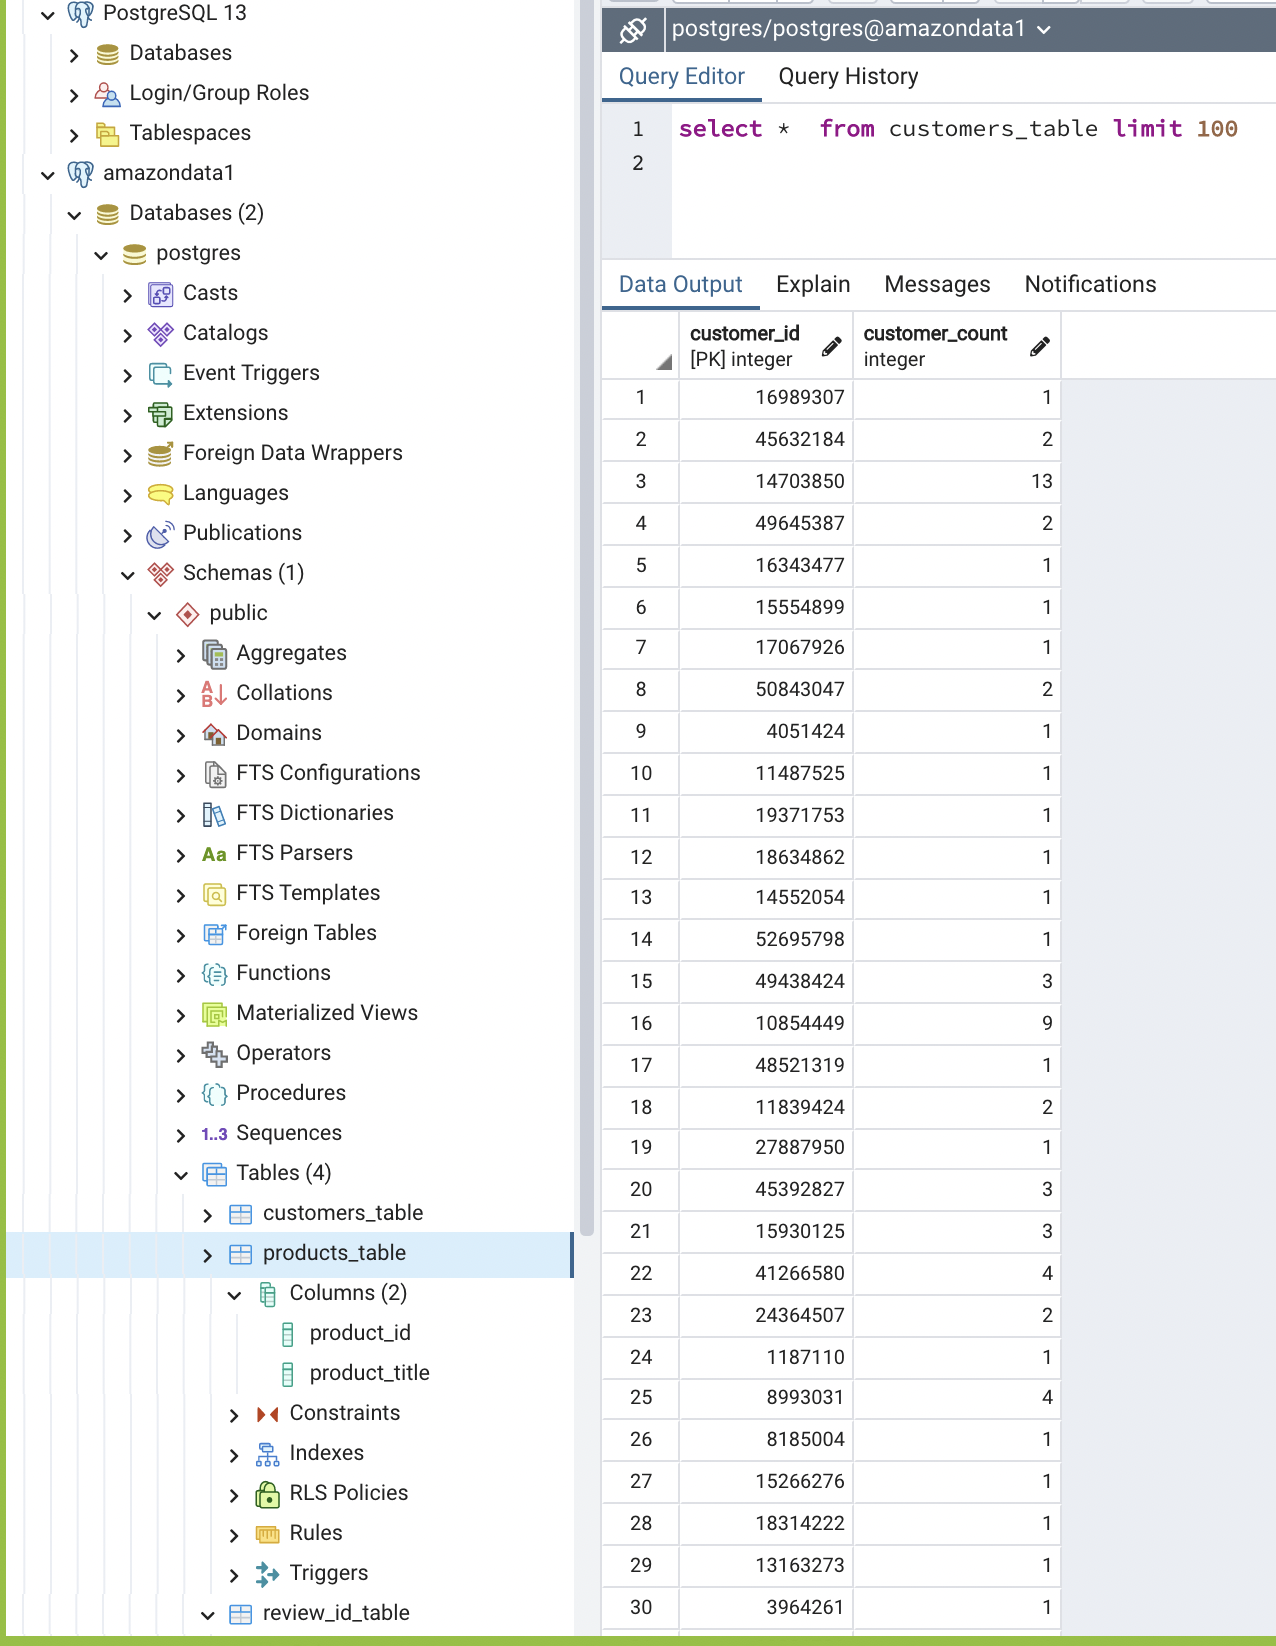 PostgreSQL 13
Databases
Login/Group Roles
Tablespaces
amazondata1
Databases (2)
postgres
Casts
Catalogs
Event Triggers
Extensions
Foreign Data Wrappers
Languages
Publications
Schemas (1)
public
Aggregates
Collations
Domains
FTS Configurations
FTS Dictionaries
Aa FTS Parsers
FTS Templates
Foreign Tables
Functions
Materialized Views
Operators
Procedures
1..3 Sequences
Tables (4)
customers_table
products_table
Columns (2)
product_id
product_title
Constraints
Indexes
RLS Policies
Rules
Triggers
review_id_table
postgres/postgres@amazondata1
Query Editor Query History
1 select * from customers_table limit 100
2
Data Output Explain Messages Notifications
customer_id customer_count
[PK] integer integer
1 16989307 1
2 45632184 2
3 14703850 13
4 49645387 2
5 16343477 1
6 15554899 1
7 17067926 1
8 50843047 2
9 4051424 1
10 11487525 1
11 19371753 1
12 18634862 1
13 14552054 1
14 52695798 1
15 49438424 3
16 10854449 9
17 48521319 1
18 11839424 2
19 27887950 1
20 45392827 3
21 15930125 3
22 41266580 4
23 24364507 2
24 1187110 1
25 8993031 4
26 8185004 1
27 15266276 1
28 18314222 1
29 13163273 1
30 3964261 1